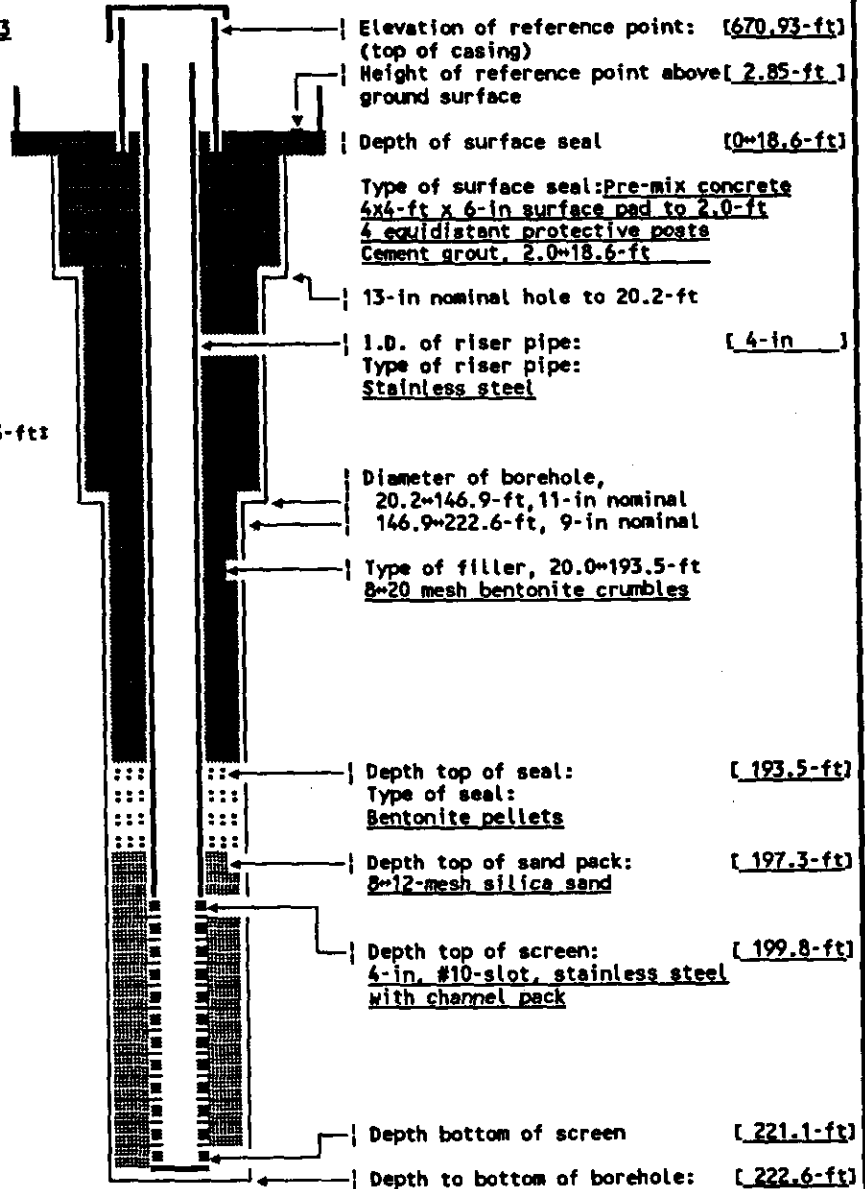 3
Elevation of reference point: [670.93-ft]
(top of casing)
Height of reference point above[ 2.85-ft ]
ground surface
Depth of surface seal [0↔18.6-ft]
Type of surface seal:Pre-mix concrete
4x4-ft x 6-in surface pad to 2.0-ft
4 equidistant protective posts
Cement grout, 2.0↔18.6-ft
13-in nominal hole to 20.2-ft
I.D. of riser pipe: [ 4-in ]
Type of riser pipe:
Stainless steel
-ft]
Diameter of borehole,
20.2↔146.9-ft,11-in nominal
146.9↔222.6-ft, 9-in nominal
Type of filler, 20.0↔193.5-ft
8↔20 mesh bentonite crumbles
Depth top of seal: [ 193.5-ft]
Type of seal:
Bentonite pellets
Depth top of sand pack: [ 197.3-ft]
8↔12-mesh silica sand
Depth top of screen: [ 199.8-ft]
4-in, #10-slot, stainless steel
with channel pack
Depth bottom of screen [ 221.1-ft]
Depth to bottom of borehole: [ 222.6-ft]